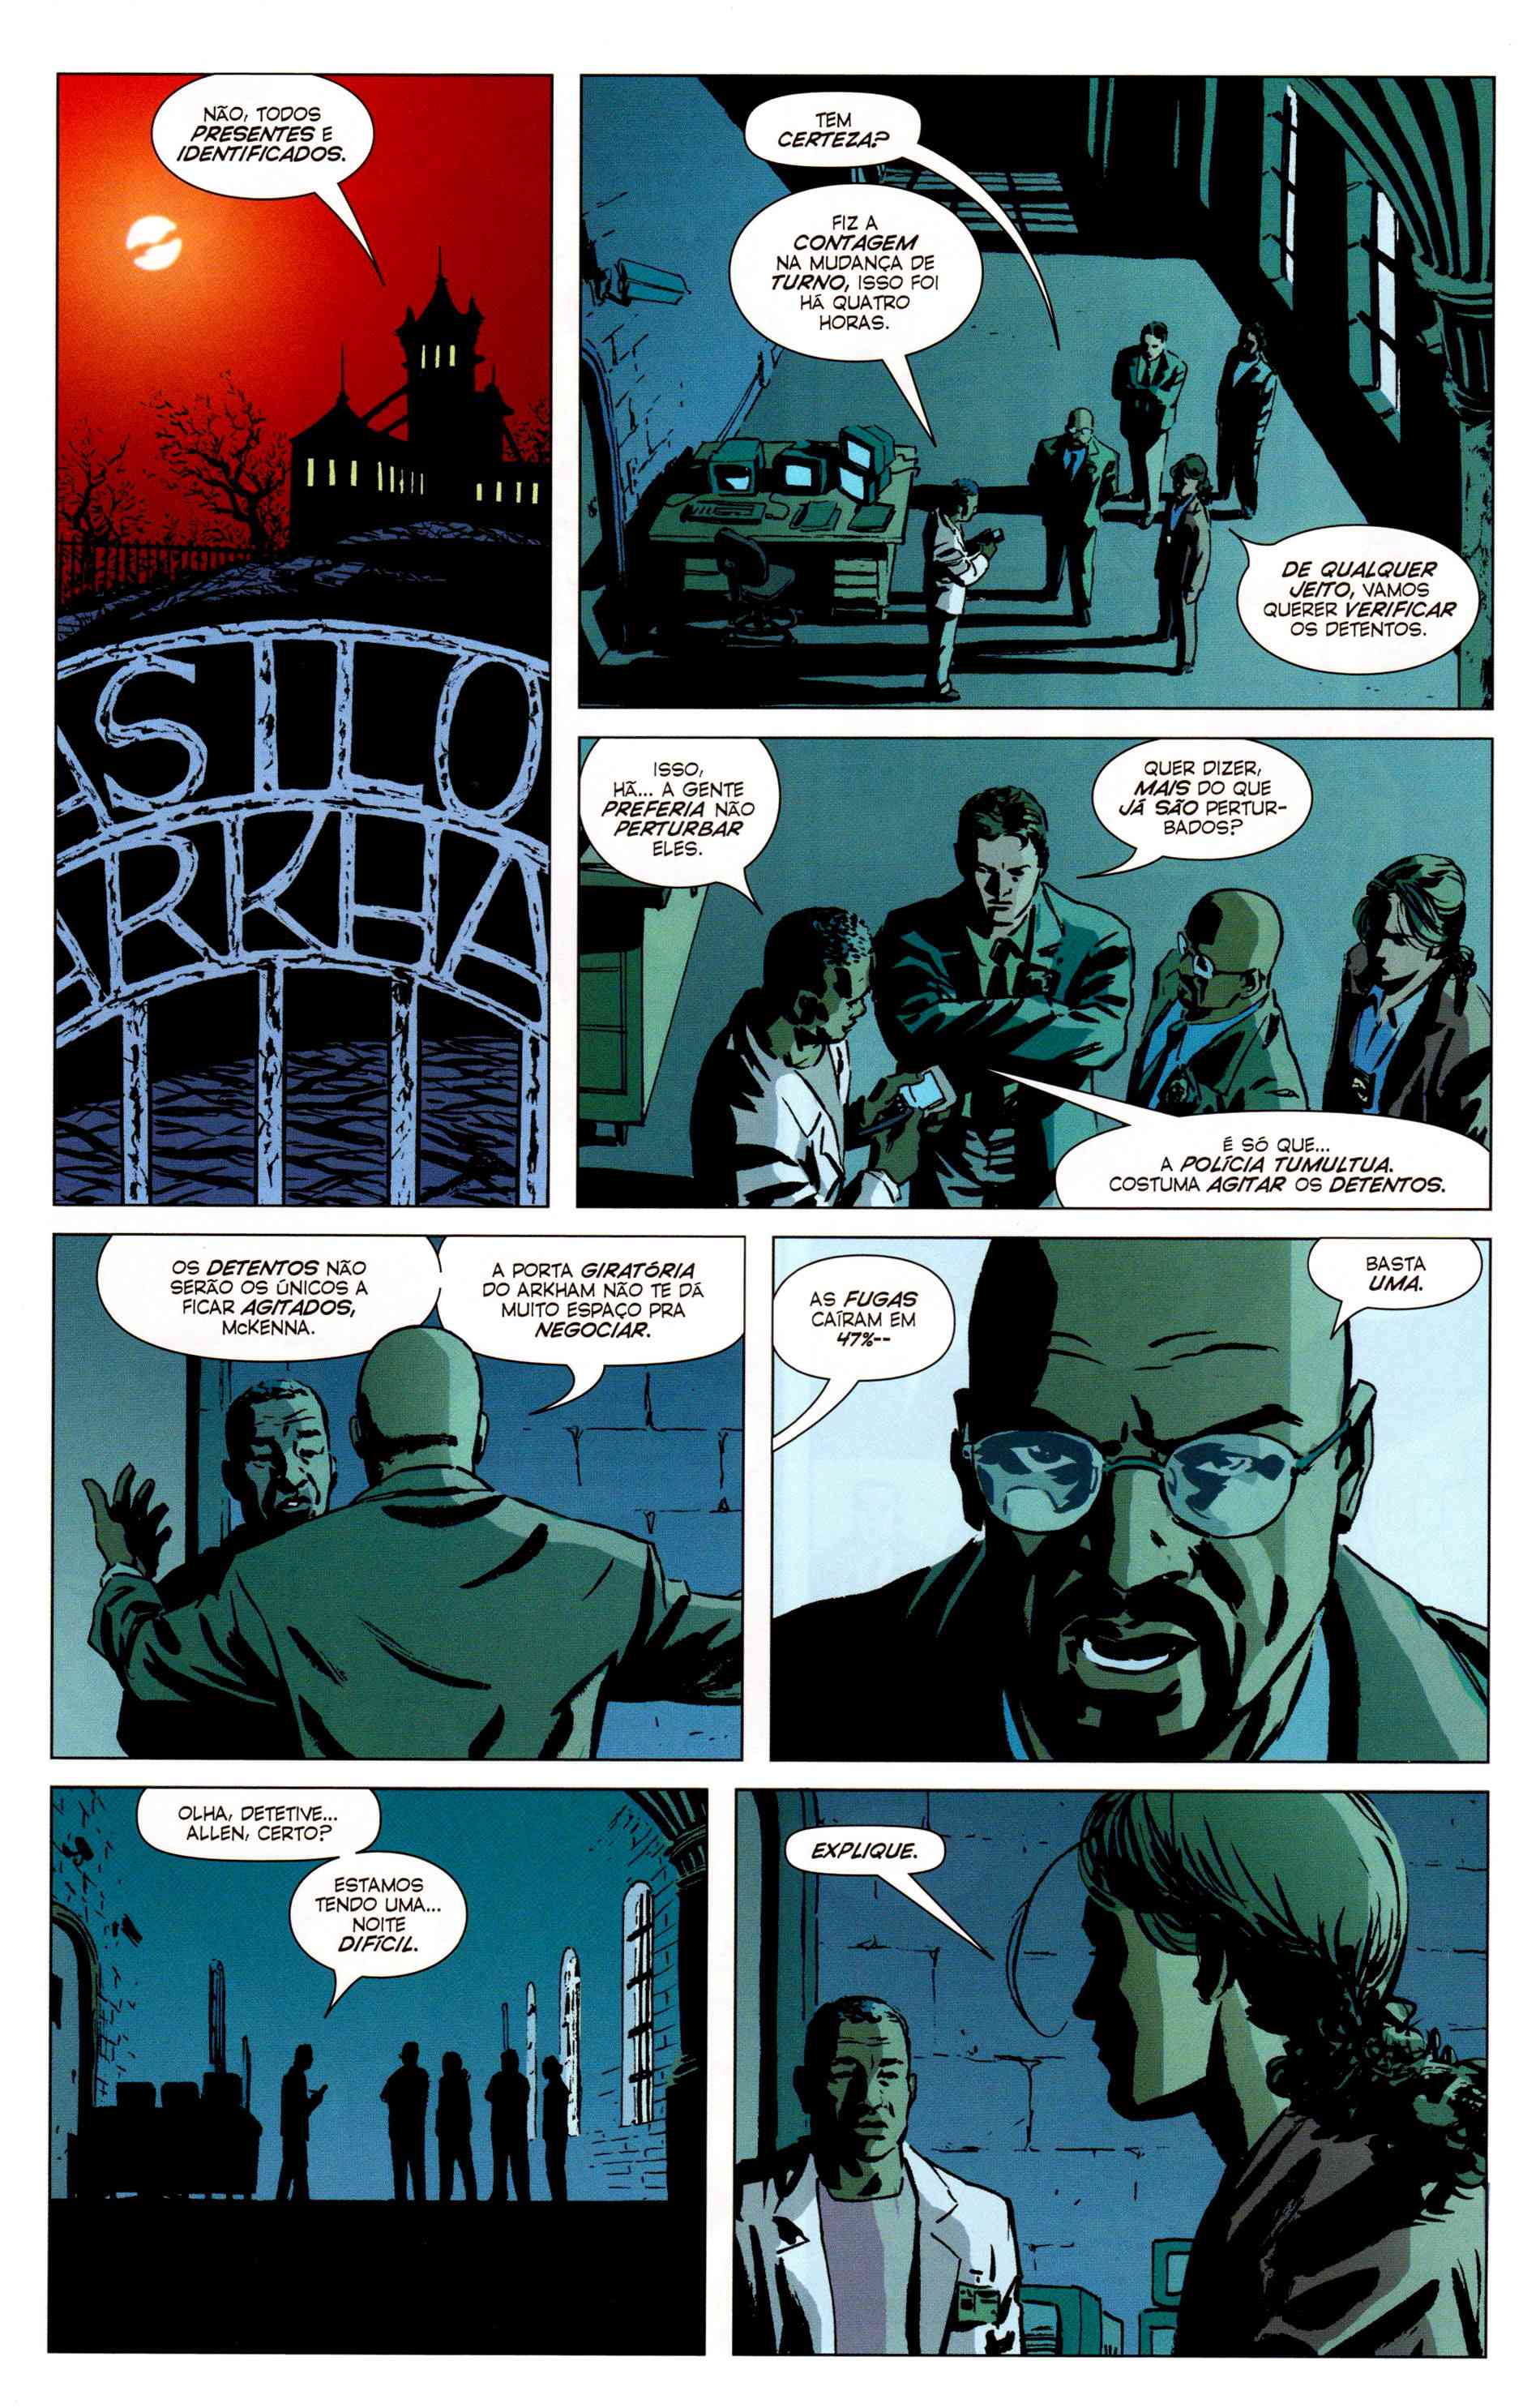 NÃO, TODOS
PRESENTES E
IDENTIFICADOS.
ASILO
ARKHA
TEM
CERTEZA?
FIZ A
CONTAGEM
NA MUDANÇA DE
TURNO, ISSO FOI
HÁ QUATRO
HORAS.
DE QUALQUER
JEITO, VAMOS
QUERER VERIFICAR
OS DETENTOS.
ISSO,
HÃ... A GENTE
PREFERIA NÃO
PERTURBAR
ELES.
QUER DIZER,
MAIS DO QUE
JÁ SÃO PERTUR-
BADOS?
É SÓ QUE...
A POLÍCIA TUMULTUA.
COSTUMA AGITAR OS DETENTOS.
OS DETENTOS NÃO
SERÃO OS ÚNICOS A
FICAR AGITADOS,
McKENNA.
A PORTA GIRATÓRIA
DO ARKHAM NÃO TE DÁ
MUITO ESPAÇO PRA
NEGOCIAR.
AS FUGAS
CAÍRAM EM
47%--
BASTA
UMA.
OLHA, DETETIVE...
ALLEN, CERTO?
ESTAMOS
TENDO UMA...
NOITE
DIFÍCIL.
EXPLIQUE.